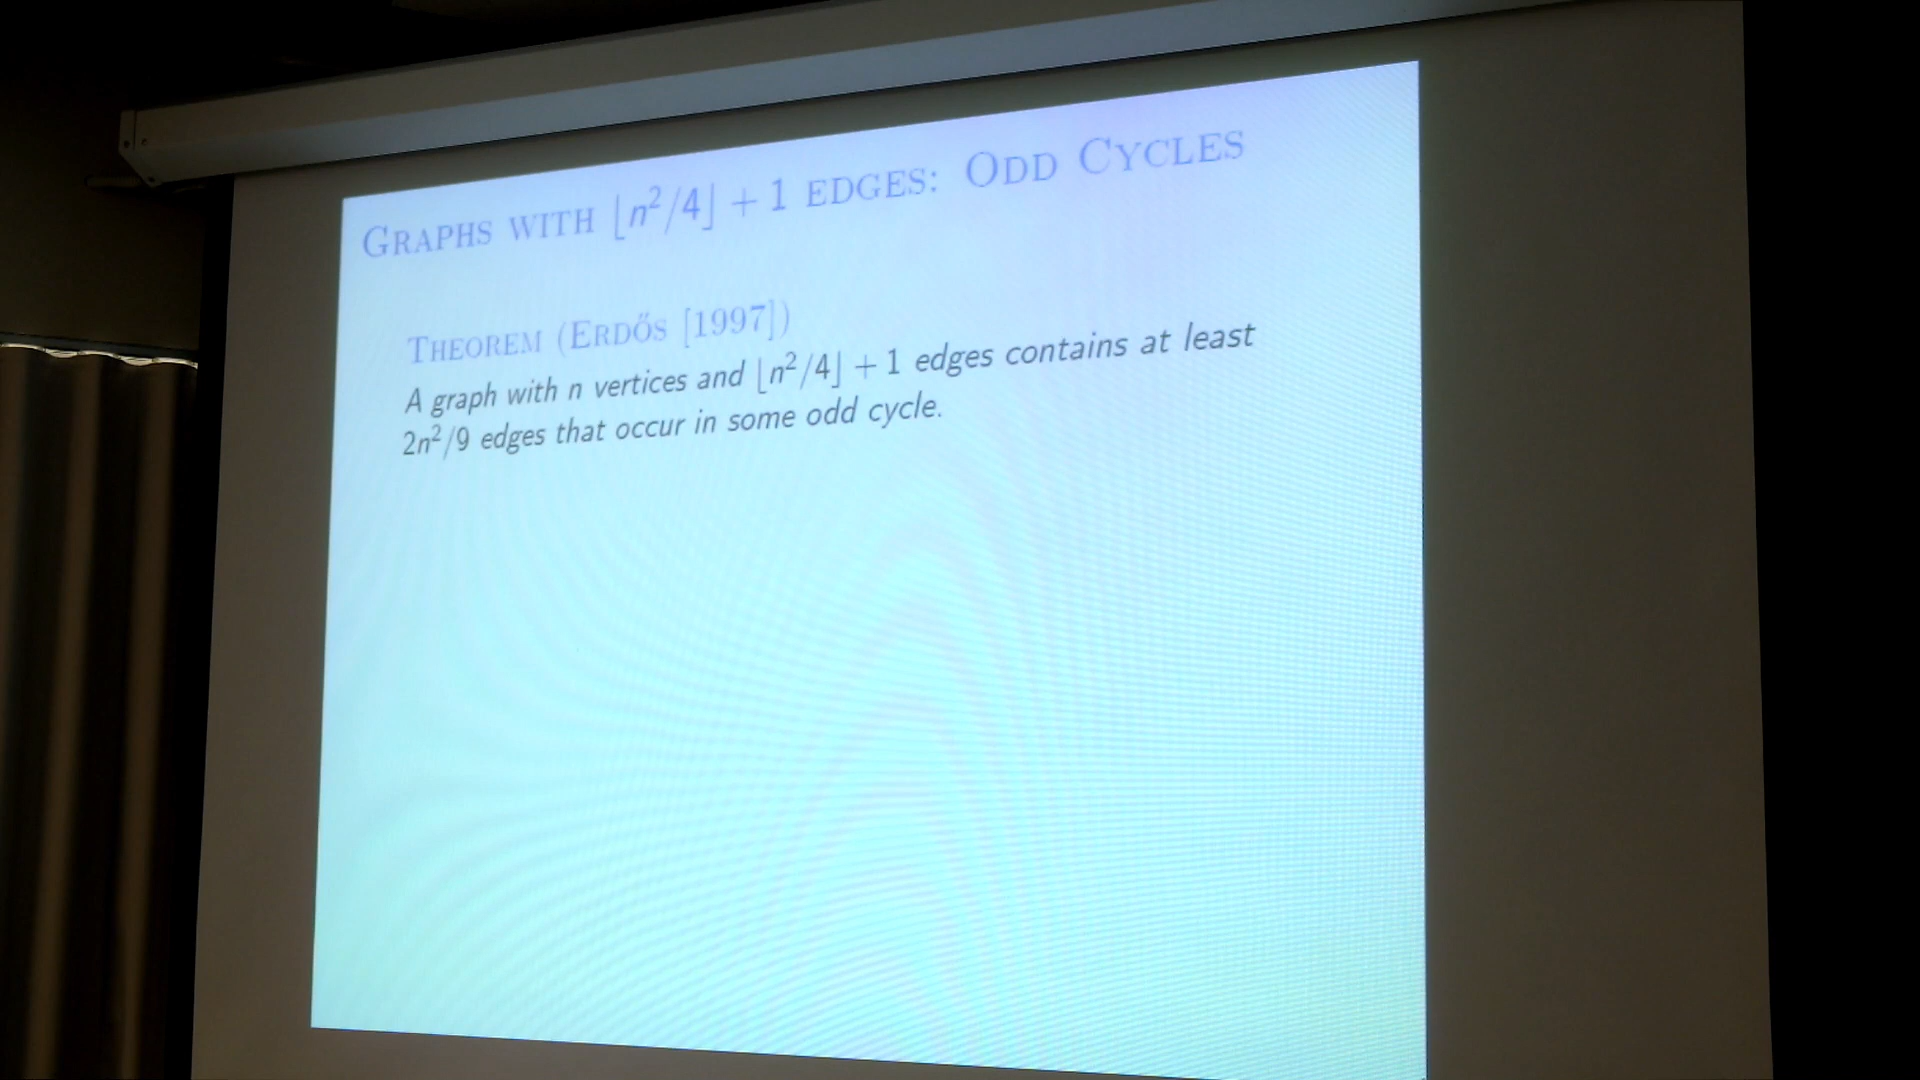 GRAPHS WITH ⌊n²/4⌋ + 1 EDGES: ODD CYCLES
THEOREM (ERDŐS [1997])
A graph with n vertices and ⌊n²/4⌋ + 1 edges contains at least
2n²/9 edges that occur in some odd cycle.